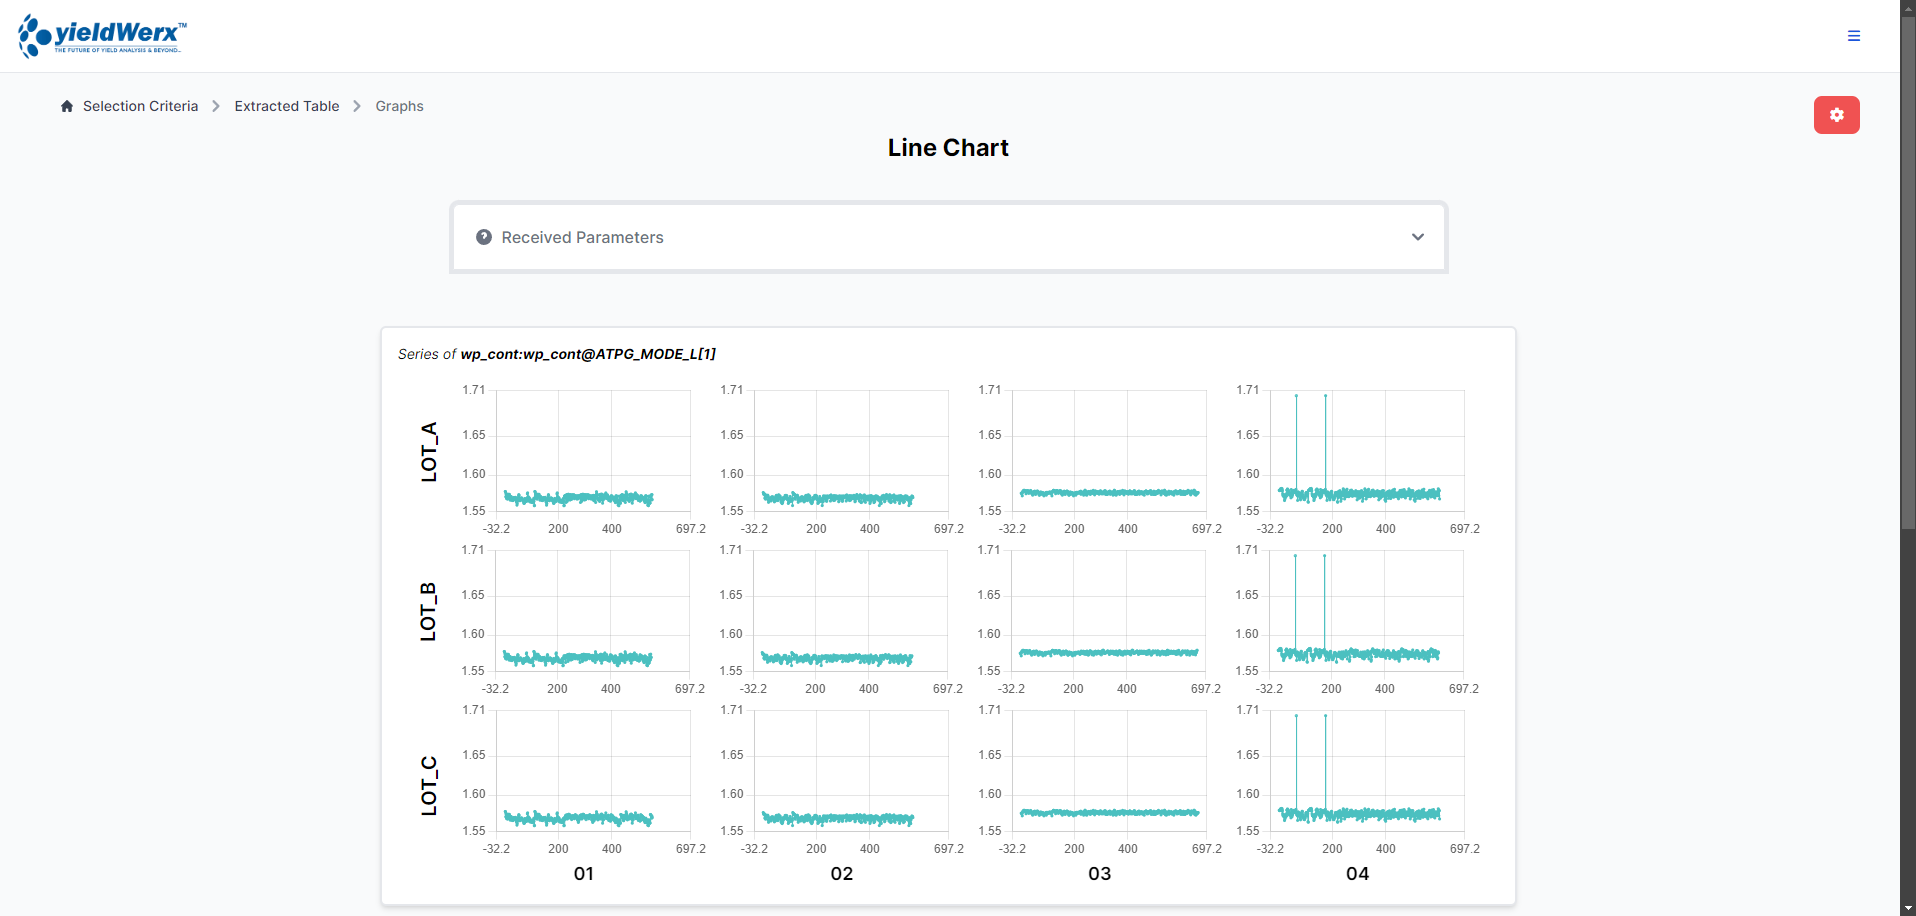 yieldWerx™
THE FUTURE OF YIELD ANALYSIS & BEYOND...
Selection Criteria > Extracted Table > Graphs
Line Chart
Received Parameters
Series of wp_cont:wp_cont@ATPG_MODE_L[1]
LOT_A
1.71 1.71 1.71 1.71
1.65 1.65 1.65 1.65
1.60 1.60 1.60 1.60
1.55 1.55 1.55 1.55
-32.2 200 400 697.2 -32.2 200 400 697.2 -32.2 200 400 697.2 -32.2 200 400 697.2
LOT_B
1.71 1.71 1.71 1.71
1.65 1.65 1.65 1.65
1.60 1.60 1.60 1.60
1.55 1.55 1.55 1.55
-32.2 200 400 697.2 -32.2 200 400 697.2 -32.2 200 400 697.2 -32.2 200 400 697.2
LOT_C
1.71 1.71 1.71 1.71
1.65 1.65 1.65 1.65
1.60 1.60 1.60 1.60
1.55 1.55 1.55 1.55
-32.2 200 400 697.2 -32.2 200 400 697.2 -32.2 200 400 697.2 -32.2 200 400 697.2
01 02 03 04